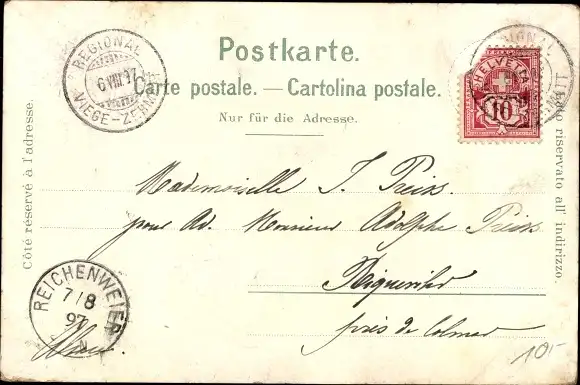 Postkarte.
Carte postale. — Cartolina postale.
Nur für die Adresse.
REGIONAL
6 VIII 97
VIÈGE-ZERM
HELVETIA
10
Côté réservé à l'adresse.
Lato riservato all' indirizzo.
Mademoiselle J. Preiss.
pour Ad. Monsieur Adolphe Preiss
Riquewihr
près de Colmar
REICHENWEIER
7/8
97
N
10.-